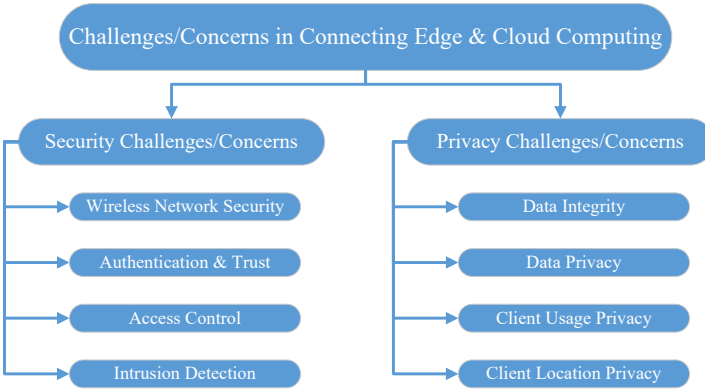 Challenges/Concerns in Connecting Edge & Cloud Computing
Security Challenges/Concerns
Wireless Network Security
Authentication & Trust
Access Control
Intrusion Detection
Privacy Challenges/Concerns
Data Integrity
Data Privacy
Client Usage Privacy
Client Location Privacy